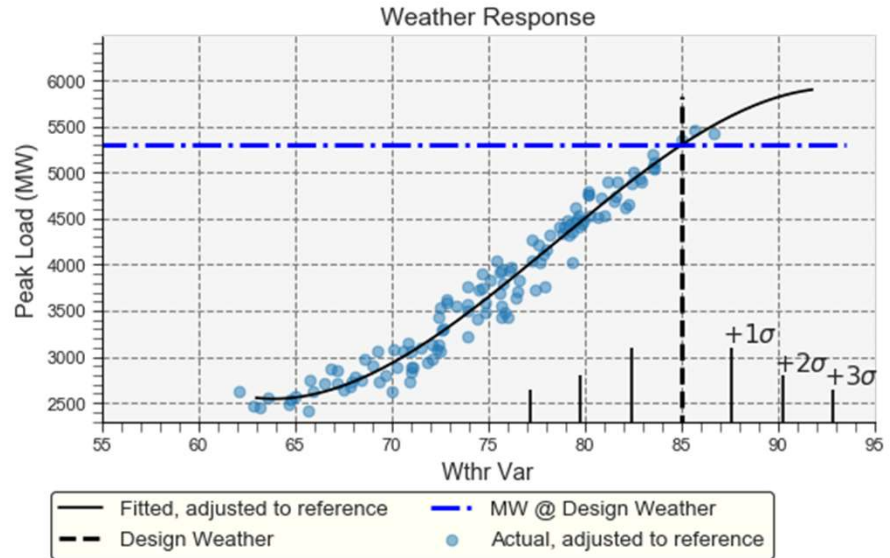 Weather Response
Peak Load (MW)
6000
5500
5000
4500
4000
3500
3000
2500
+1σ
+2σ
+3σ
55 60 65 70 75 80 85 90 95
Wthr Var
Fitted, adjusted to reference
MW @ Design Weather
Design Weather
Actual, adjusted to reference